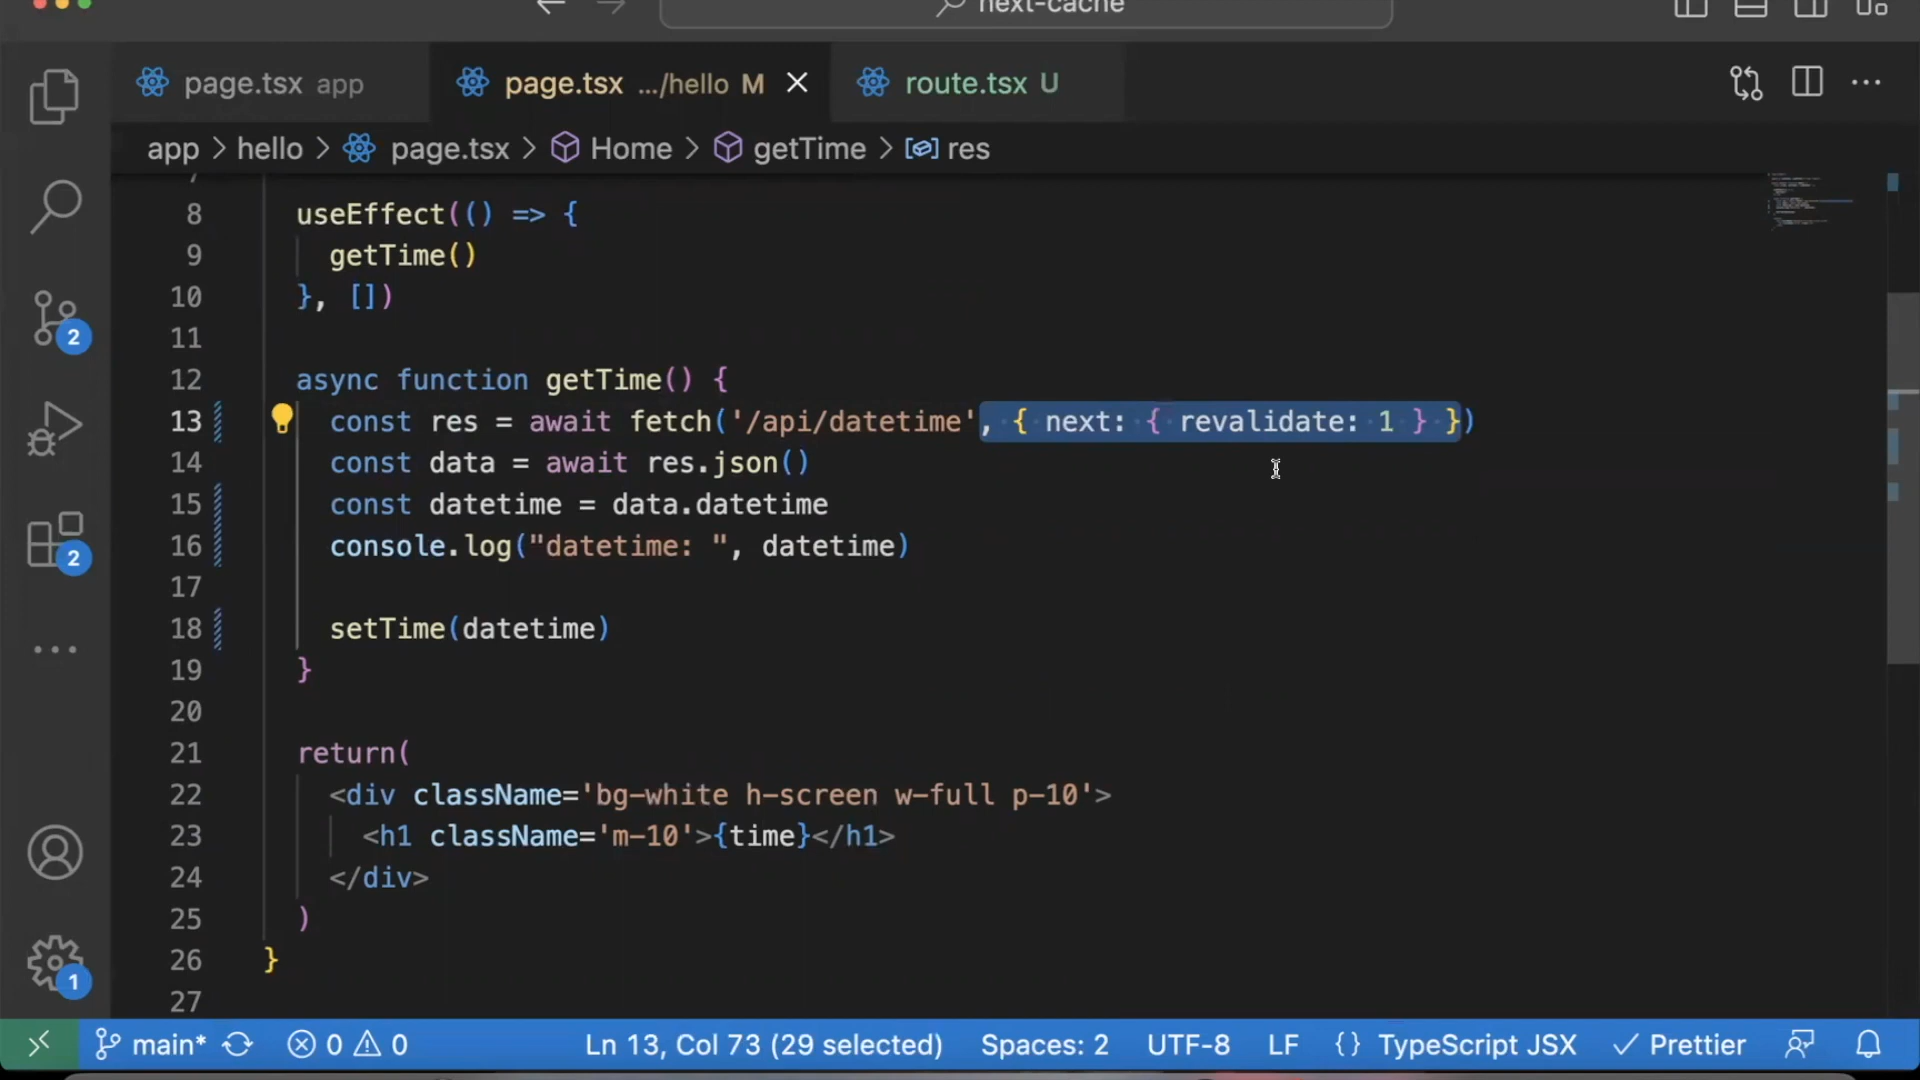 next-cache
page.tsx app
page.tsx .../hello M
route.tsx U
app > hello > page.tsx > Home > getTime > res
7
8 useEffect(() => {
9 getTime()
10 }, [])
11
12 async function getTime() {
13 const res = await fetch('/api/datetime', { next: { revalidate: 1 } })
14 const data = await res.json()
15 const datetime = data.datetime
16 console.log("datetime: ", datetime)
17
18 setTime(datetime)
19 }
20
21 return(
22 <div className='bg-white h-screen w-full p-10'>
23 <h1 className='m-10'>{time}</h1>
24 </div>
25 )
26 }
27
2
2
1
main* 0 0 Ln 13, Col 73 (29 selected) Spaces: 2 UTF-8 LF {} TypeScript JSX Prettier